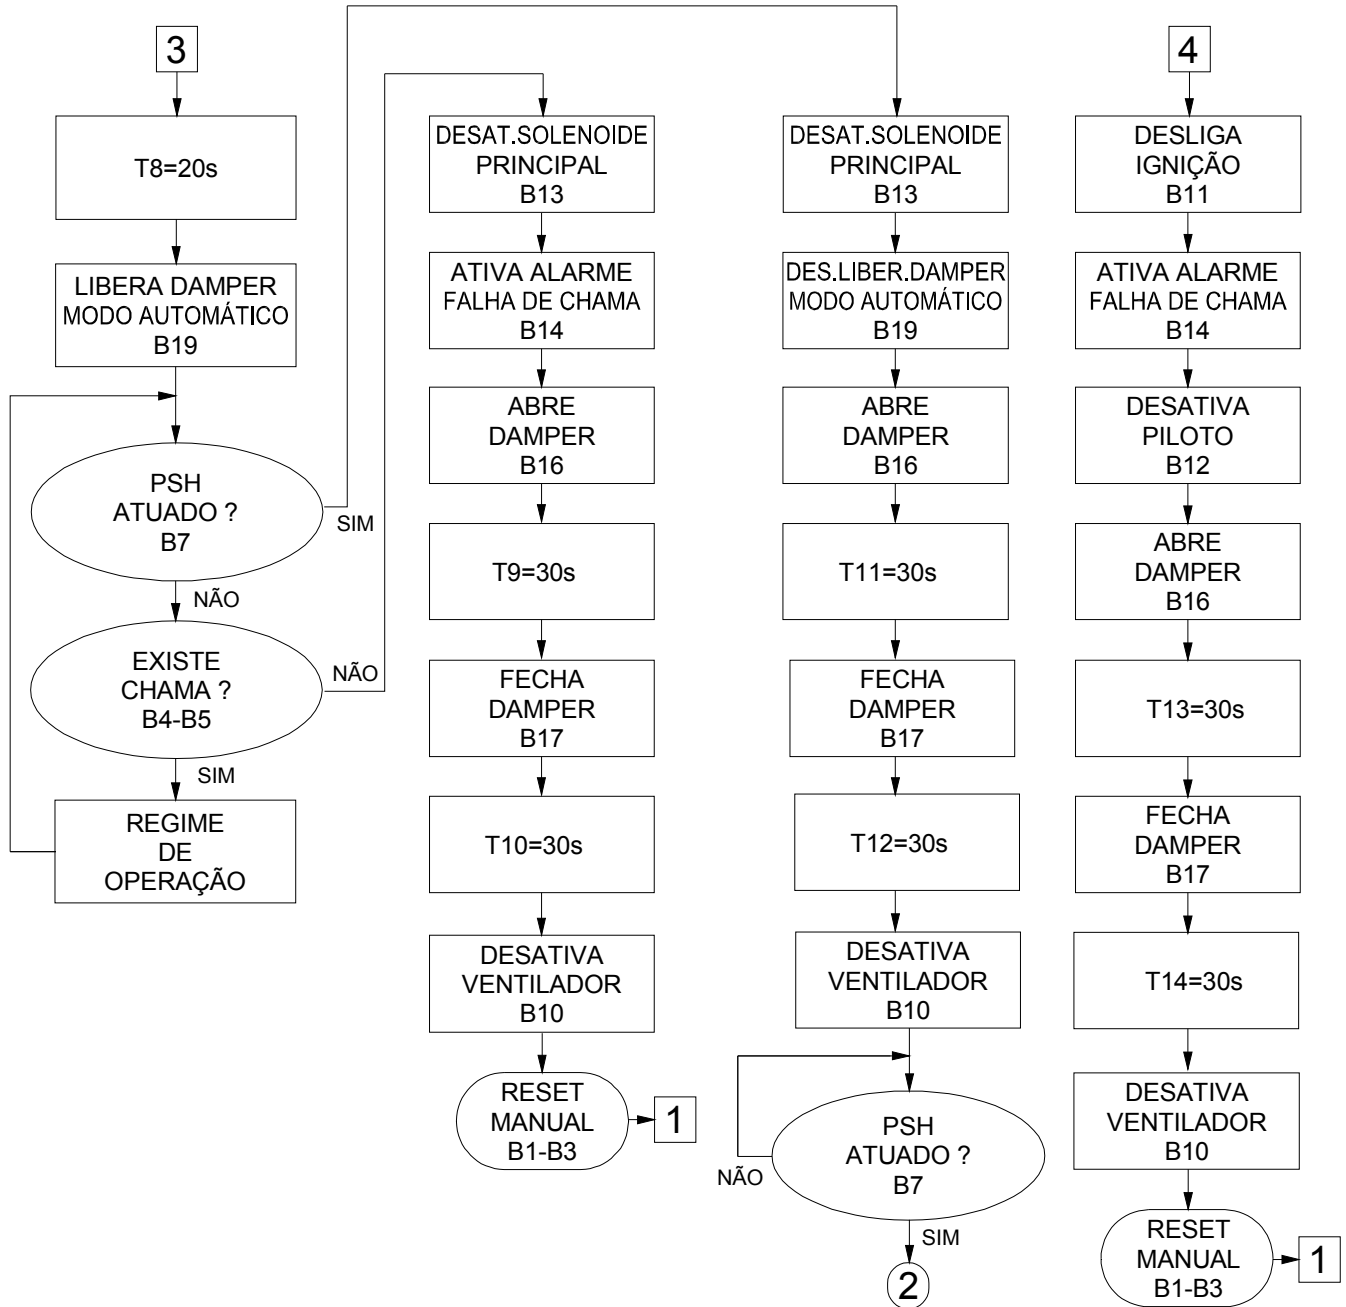 3
T8=20s
LIBERA DAMPER
MODO AUTOMÁTICO
B19
PSH
ATUADO ?
B7
SIM
NÃO
EXISTE
CHAMA ?
B4-B5
NÃO
SIM
REGIME
DE
OPERAÇÃO
DESAT.SOLENOIDE
PRINCIPAL
B13
ATIVA ALARME
FALHA DE CHAMA
B14
ABRE
DAMPER
B16
T9=30s
FECHA
DAMPER
B17
T10=30s
DESATIVA
VENTILADOR
B10
RESET
MANUAL
B1-B3
1
DESAT.SOLENOIDE
PRINCIPAL
B13
DES.LIBER.DAMPER
MODO AUTOMÁTICO
B19
ABRE
DAMPER
B16
T11=30s
FECHA
DAMPER
B17
T12=30s
DESATIVA
VENTILADOR
B10
PSH
ATUADO ?
B7
NÃO
SIM
2
4
DESLIGA
IGNIÇÃO
B11
ATIVA ALARME
FALHA DE CHAMA
B14
DESATIVA
PILOTO
B12
ABRE
DAMPER
B16
T13=30s
FECHA
DAMPER
B17
T14=30s
DESATIVA
VENTILADOR
B10
RESET
MANUAL
B1-B3
1